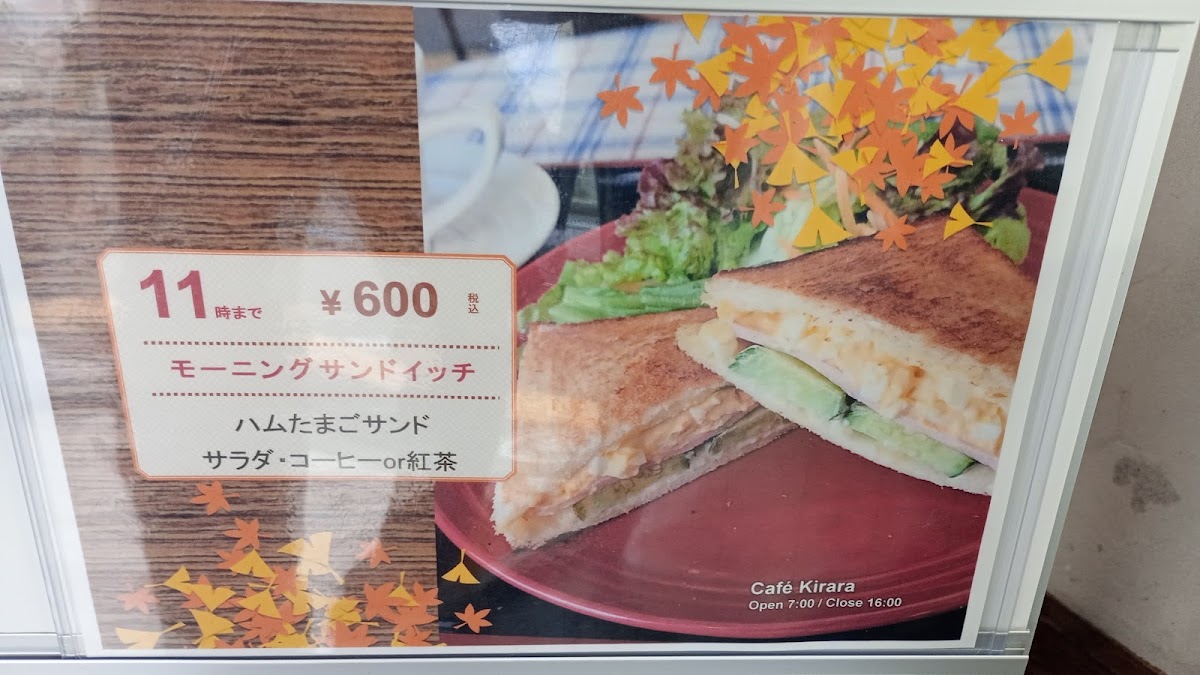 11時まで ¥600 税込
モーニングサンドイッチ
ハムたまごサンド
サラダ・コーヒーor紅茶
Café Kirara
Open 7:00 / Close 16:00